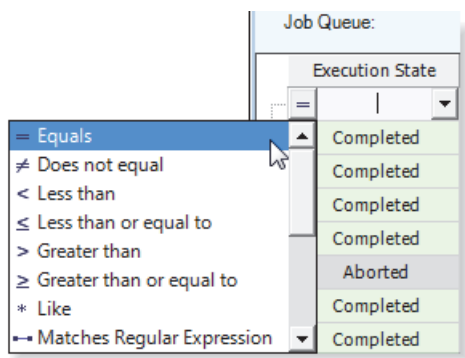 Job Queue:
Execution State
=
= Equals
≠ Does not equal
< Less than
≤ Less than or equal to
> Greater than
≥ Greater than or equal to
* Like
Matches Regular Expression
Completed
Completed
Completed
Completed
Aborted
Completed
Completed